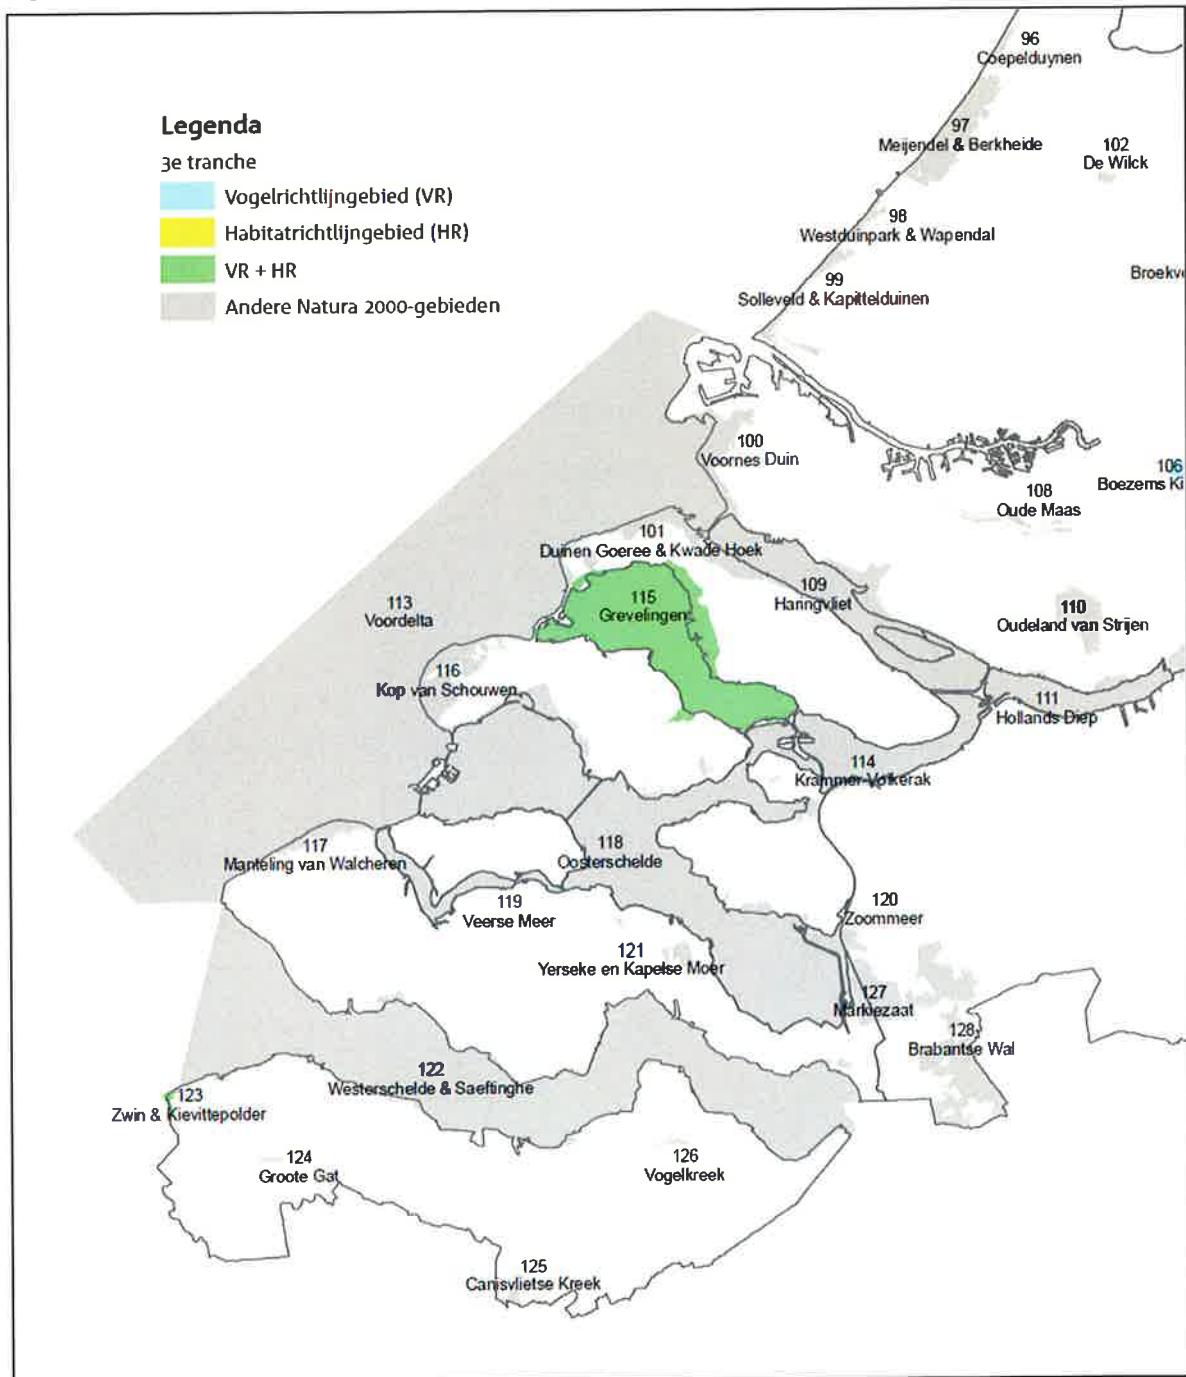 96
Coepelduynen
Legenda
3e tranche
Vogelrichtlijngebied (VR)
Habitatrichtlijngebied (HR)
VR + HR
Andere Natura 2000-gebieden
97
Meijendel & Berkheide
102
De Wilck
98
Westduinpark & Wapendal
99
Solleveld & Kapittelduinen
Broekv
100
Voornes Duin
106
Boezems Ki
108
Oude Maas
101
Duinen Goeree & Kwade Hoek
109
Haringvliet
115
Grevelingen
113
Voordelta
110
Oudeland van Strijen
116
Kop van Schouwen
111
Hollands Diep
114
Krammer-Volkerak
117
Manteling van Walcheren
118
Oosterschelde
119
Veerse Meer
120
Zoommeer
121
Yerseke en Kapelse Moer
127
Markiezaat
128
Brabantse Wal
122
Westerschelde & Saeftinghe
123
Zwin & Kievittepolder
124
Groote Gat
126
Vogelkreek
125
Canisvlietse Kreek